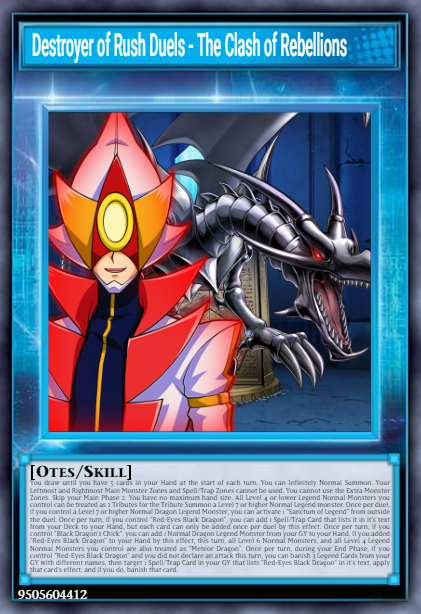 Destroyer of Rush Duels - The Clash of Rebellions
[OTES/SKILL]
You draw until you have 5 cards in your Hand at the start of each turn. You can Infinitely Normal Summon. Your
Leftmost and Rightmost Main Monster Zones and Spell/Trap Zones cannot be used. You cannot use the Extra Monster
Zones. Skip your Main Phase 2. You have no maximum hand size. All Level 4 or lower Legend Normal Monsters you
control can be treated as 2 Tributes for the Tribute Summon a Level 7 or higher Normal Legend monster. Once per duel,
if you control a Level 7 or higher Normal Dragon Legend Monster, you can activate 1 "Sanctum of Legend" from outside
the duel. Once per turn, if you control "Red-Eyes Black Dragon", you can add 1 Spell/Trap Card that lists it in it's text
from your Deck to your Hand, but each card can only be added once per duel by this effect. Once per turn, if you
control "Black Dragon's Chick", you can add 1 Normal Dragon Legend Monster from your GY to your Hand. If you added
"Red-Eyes Black Dragon" to your Hand by this effect, this turn, all Level 6 Normal Monsters, and all Level 4 Legend
Normal Monsters you control are also treated as "Meteor Dragon". Once per turn, during your End Phase, if you
control "Red-Eyes Black Dragon" and you did not declare an attack this turn, you can banish 3 Legend Cards from your
GY with different names, then target 1 Spell/Trap Card in your GY that lists "Red-Eyes Black Dragon" in it's text, apply
that card's effect, and if you do, banish that card.
9505604412